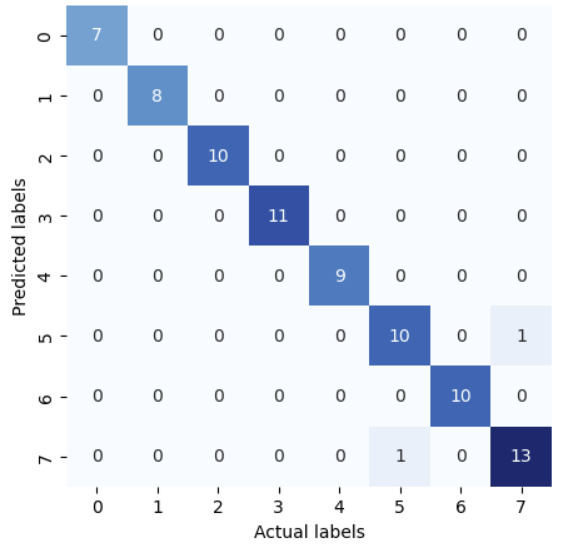 0 7 0 0 0 0 0 0 0
1 0 8 0 0 0 0 0 0
2 0 0 10 0 0 0 0 0
3 0 0 0 11 0 0 0 0
4 0 0 0 0 9 0 0 0
5 0 0 0 0 0 10 0 1
6 0 0 0 0 0 0 10 0
7 0 0 0 0 0 1 0 13
0 1 2 3 4 5 6 7
Predicted labels
Actual labels